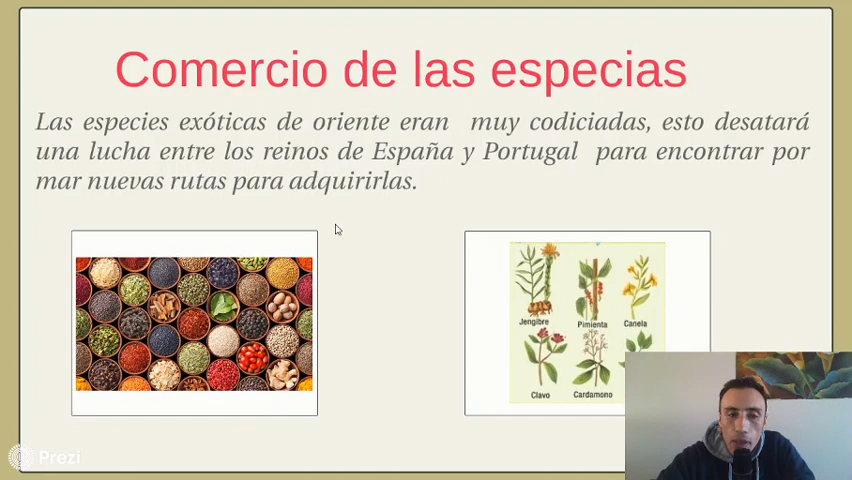 Comercio de las especias
Las especies exóticas de oriente eran muy codiciadas, esto desatará
una lucha entre los reinos de España y Portugal para encontrar por
mar nuevas rutas para adquirirlas.
Jengibre Pimienta Canela
Clavo Cardamono
Prezi